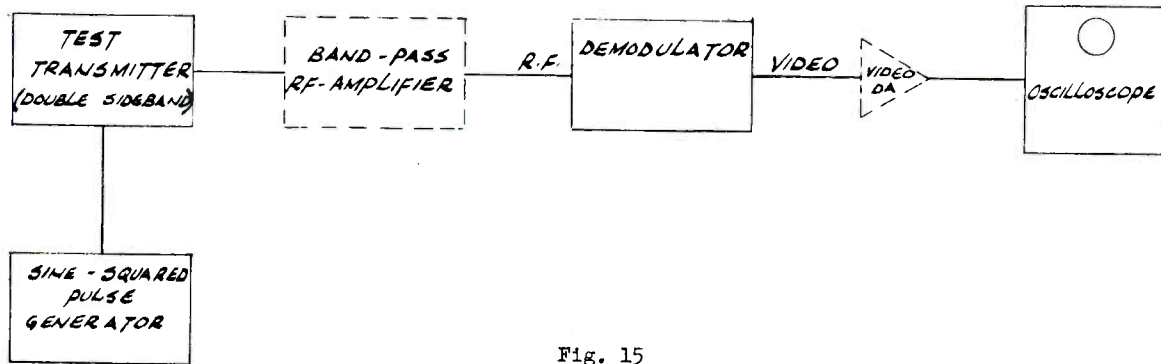 TEST
TRANSMITTER
(DOUBLE SIDEBAND)
BAND-PASS
RF-AMPLIFIER
R.F.
DEMODULATOR
VIDEO
VIDEO
DA
OSCILLOSCOPE
SINE-SQUARED
PULSE
GENERATOR
Fig. 15